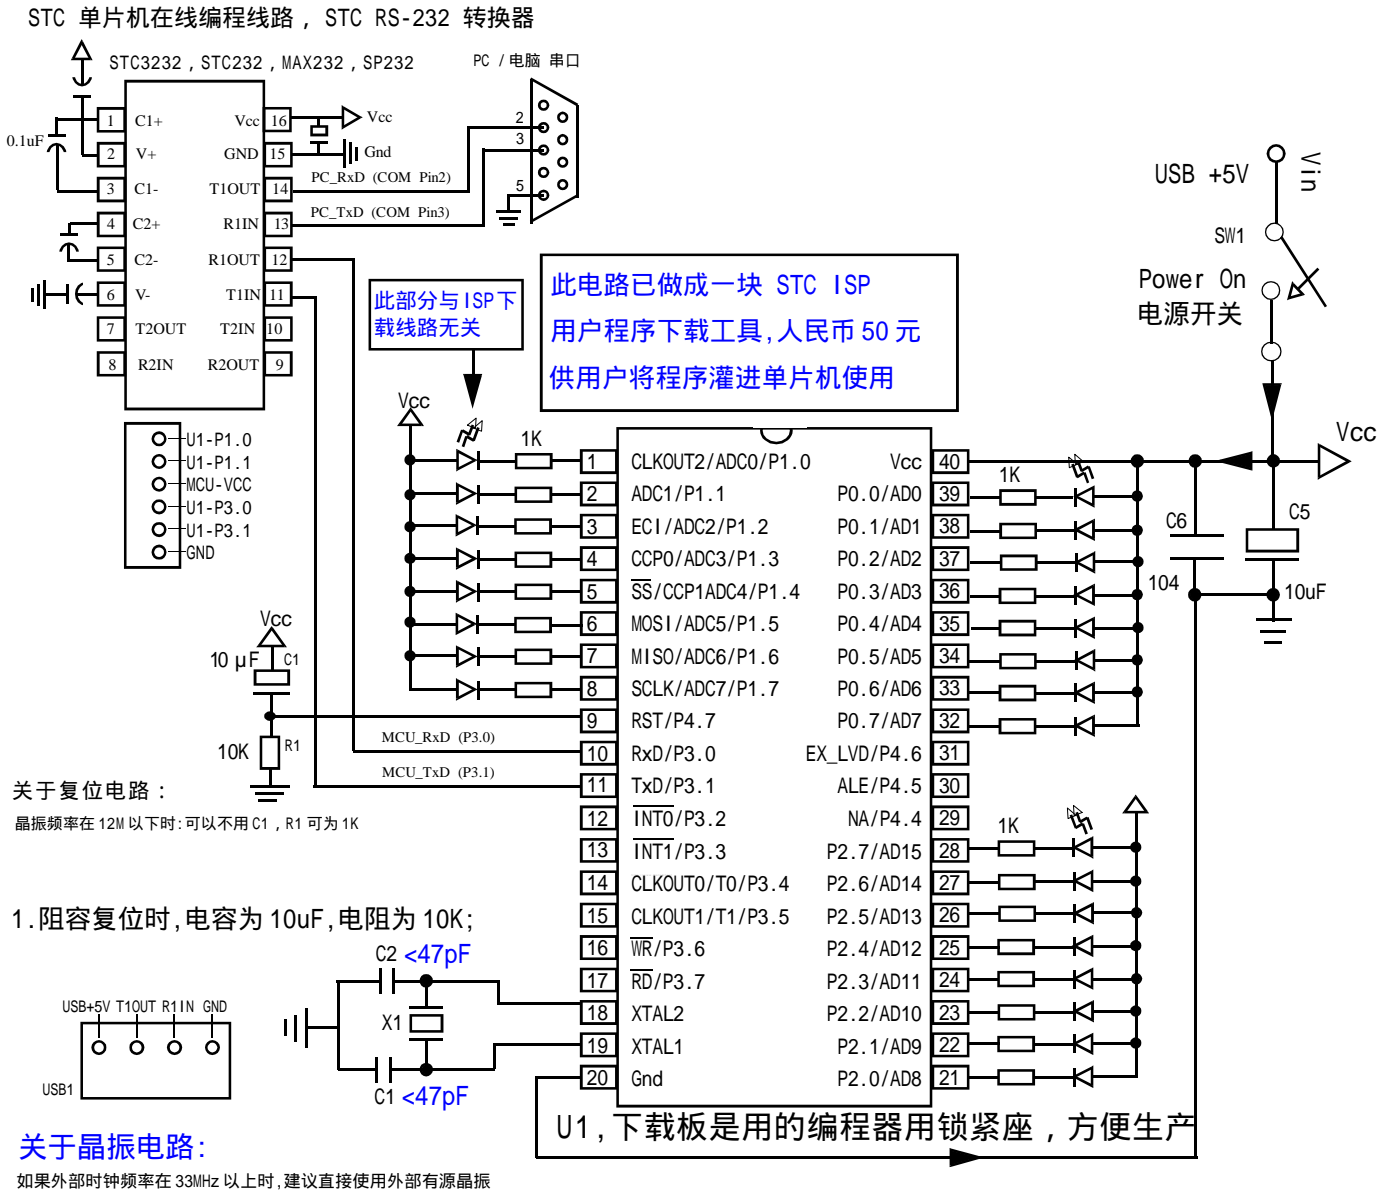 STC 单片机在线编程线路 , STC RS-232 转换器
STC3232 , STC232 , MAX232 , SP232
PC / 电脑 串口
0.1uF
1 C1+ Vcc 16 Vcc
2 V+ GND 15 Gnd
3 C1- T1OUT 14 PC_RxD (COM Pin2)
4 C2+ R1IN 13 PC_TxD (COM Pin3)
5 C2- R1OUT 12
6 V- T1IN 11
7 T2OUT T2IN 10
8 R2IN R2OUT 9
2
3
5
USB +5V
Vin
SW1
Power On
电源开关
此部分与ISP下
载线路无关
此电路已做成一块 STC ISP
用户程序下载工具,人民币 50 元
供用户将程序灌进单片机使用
U1-P1.0
U1-P1.1
MCU-VCC
U1-P3.0
U1-P3.1
GND
Vcc
1K
Vcc
1 CLKOUT2/ADC0/P1.0 Vcc 40
2 ADC1/P1.1 P0.0/AD0 39
3 ECI/ADC2/P1.2 P0.1/AD1 38
4 CCP0/ADC3/P1.3 P0.2/AD2 37
5 SS/CCP1ADC4/P1.4 P0.3/AD3 36
6 MOSI/ADC5/P1.5 P0.4/AD4 35
7 MISO/ADC6/P1.6 P0.5/AD5 34
8 SCLK/ADC7/P1.7 P0.6/AD6 33
9 RST/P4.7 P0.7/AD7 32
10 RxD/P3.0 EX_LVD/P4.6 31
11 TxD/P3.1 ALE/P4.5 30
12 INT0/P3.2 NA/P4.4 29
13 INT1/P3.3 P2.7/AD15 28
14 CLKOUT0/T0/P3.4 P2.6/AD14 27
15 CLKOUT1/T1/P3.5 P2.5/AD13 26
16 WR/P3.6 P2.4/AD12 25
17 RD/P3.7 P2.3/AD11 24
18 XTAL2 P2.2/AD10 23
19 XTAL1 P2.1/AD9 22
20 Gnd P2.0/AD8 21
1K
C6
C5
104
10uF
1K
Vcc
10 μF C1
10K R1
MCU_RxD (P3.0)
MCU_TxD (P3.1)
关于复位电路 :
晶振频率在 12M 以下时:可以不用 C1 , R1 可为 1K
1.阻容复位时,电容为 10uF,电阻为 10K;
C2 <47pF
X1
C1 <47pF
USB+5V T1OUT R1IN GND
USB1
U1,下载板是用的编程器用锁紧座 , 方便生产
关于晶振电路:
如果外部时钟频率在 33MHz 以上时,建议直接使用外部有源晶振